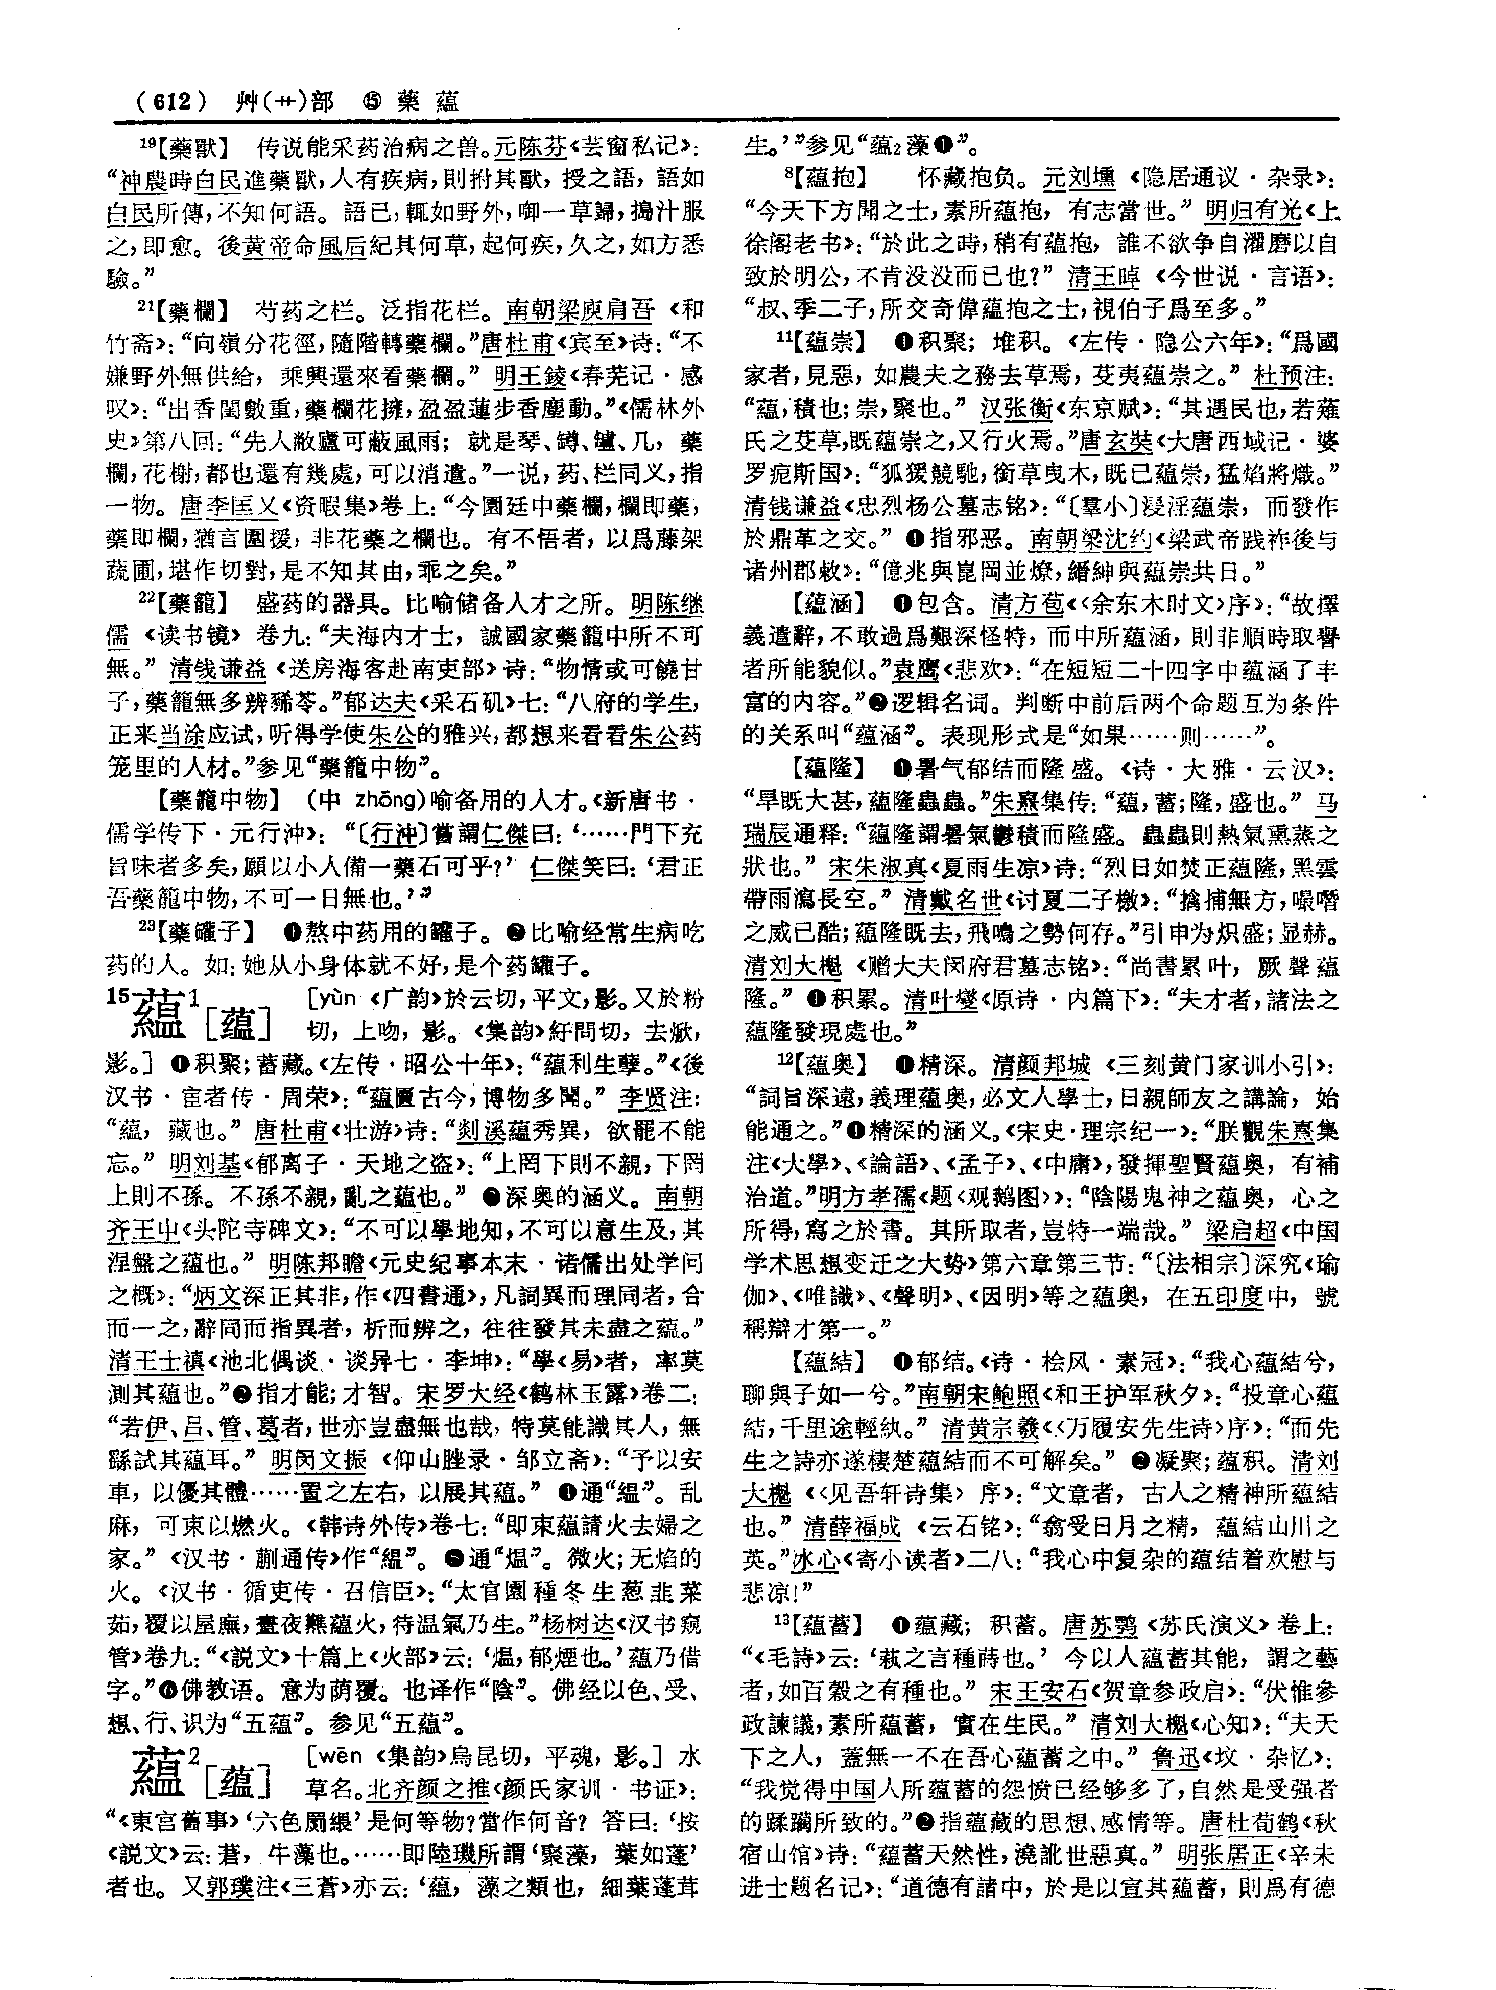 (612) 艸(艹)部 ⑮ 藥 蕴
19【藥獸】 传说能采药治病之兽。元陈芬《芸窗私记》：
“神農時白民進藥獸，人有疾病，則拊其獸，授之語，語如
白民所傳，不知何語。語已，輒如野外，啣一草歸，搗汁服
之，即愈。後黄帝命風后紀其何草，起何疾，久之，如方悉
驗。”
21【藥欄】 芍药之栏。泛指花栏。南朝梁庾肩吾《和
竹斋》：“向嶺分花徑，隨階轉藥欄。”唐杜甫《宾至》诗：“不
嫌野外無供給，乘興還來看藥欄。”明王錂《春芜记·感
叹》：“出香閨數重，藥欄花擁，盈盈蓮步香塵動。”《儒林外
史》第八回：“先人敝廬可蔽風雨；就是琴、罇、罏、几，藥
欄，花榭，都也還有幾處，可以消遣。”一说，药、栏同义，指
一物。唐李匡乂《资暇集》卷上：“今園廷中藥欄，欄即藥，
藥即欄，猶言圍援，非花藥之欄也。有不悟者，以爲藤架
蔬圃，堪作切對，是不知其由，乖之矣。”
22【藥籠】 盛药的器具。比喻储备人才之所。明陈继
儒《读书镜》卷九：“夫海内才士，誠國家藥籠中所不可
無。”清钱谦益《送房海客赴南吏部》诗：“物情或可饒甘
子，藥籠無多辨豨苓。”郁达夫《采石矶》七：“八府的学生，
正来当涂应试，听得学使朱公的雅兴，都想来看看朱公药
笼里的人材。”参见“藥籠中物”。
【藥籠中物】 (中 zhōng)喻备用的人才。《新唐书·
儒学传下·元行沖》：“〔行沖〕嘗謂仁傑曰：‘……門下充
旨味者多矣，願以小人備一藥石可乎？’仁傑笑曰：‘君正
吾藥籠中物，不可一日無也。’”
23【藥罐子】 ❶熬中药用的罐子。❷比喻经常生病吃
药的人。如：她从小身体就不好，是个药罐子。
15蘊1［蕴］ ［yùn《广韵》於云切，平文，影。又於粉
切，上吻，影。《集韵》紆問切，去焮，
影。］❶积聚；蓄藏。《左传·昭公十年》：“蘊利生孽。”《後
汉书·宦者传·周荣》：“蘊匱古今，博物多聞。”李贤注：
“蘊，藏也。”唐杜甫《壮游》诗：“剡溪蘊秀異，欲罷不能
忘。”明刘基《郁离子·天地之盗》：“上罔下則不親，下罔
上則不孫。不孫不親，亂之蘊也。”❷深奥的涵义。南朝
齐王屮《头陀寺碑文》：“不可以學地知，不可以意生及，其
涅盤之蘊也。”明陈邦瞻《元史纪事本末·诸儒出处学问
之概》：“炳文深正其非，作《四書通》，凡詞異而理同者，合
而一之，辭同而指異者，析而辨之，往往發其未盡之蘊。”
清王士禛《池北偶谈·谈异七·李坤》：“學《易》者，率莫
測其蘊也。”❸指才能；才智。宋罗大经《鹤林玉露》卷二：
“若伊、吕、管、葛者，世亦豈盡無也哉，特莫能識其人，無
繇試其蘊耳。”明闵文振《仰山脞录·邹立斋》：“予以安
車，以優其體……置之左右，以展其蘊。”❹通“緼”。乱
麻，可束以燃火。《韩诗外传》卷七：“即束蘊請火去婦之
家。”《汉书·蒯通传》作“緼”。❺通“煴”。微火；无焰的
火。《汉书·循吏传·召信臣》：“太官園種冬生葱韭菜
茹，覆以屋廡，晝夜㸐蘊火，待温氣乃生。”杨树达《汉书窥
管》卷九：“《説文》十篇上《火部》云：‘煴，郁煙也。’蘊乃借
字。”❻佛教语。意为荫覆。也译作“陰”。佛经以色、受、
想、行、识为“五蘊”。参见“五蘊”。
蘊2［蕴］ ［wēn《集韵》烏昆切，平魂，影。］水
草名。北齐颜之推《颜氏家训·书证》：
“《東宫舊事》‘六色罽緦’是何等物？當作何音？答曰：‘按
《説文》云：莙，牛藻也。……即陸璣所謂‘聚藻，葉如蓬’
者也。又郭璞注《三蒼》亦云：‘蘊，藻之類也，細葉蓬茸
生。’”参见“蘊2藻❶”。
8【蘊抱】 怀藏抱负。元刘壎《隐居通议·杂录》：
“今天下方聞之士，素所蘊抱，有志當世。”明归有光《上
徐阁老书》：“於此之時，稍有蘊抱，誰不欲争自濯磨以自
致於明公，不肯没没而已也？”清王晫《今世说·言语》：
“叔、季二子，所交奇偉蘊抱之士，視伯子爲至多。”
11【蘊崇】 ❶积聚；堆积。《左传·隐公六年》：“爲國
家者，見惡，如農夫之務去草焉，芟夷蘊崇之。”杜预注：
“蘊，積也；崇，聚也。”汉张衡《东京赋》：“其遇民也，若薙
氏之芟草，既蘊崇之，又行火焉。”唐玄奘《大唐西域记·婆
罗痆斯国》：“狐猨競馳，銜草曳木，既已蘊崇，猛焰將熾。”
清钱谦益《忠烈杨公墓志铭》：“〔羣小〕浸淫蘊崇，而發作
於鼎革之交。”❷指邪恶。南朝梁沈约《梁武帝践祚後与
诸州郡敕》：“億兆與崑岡並燎，縉紳與蘊崇共日。”
【蘊涵】 ❶包含。清方苞《〈余东木时文〉序》：“故擇
義遣辭，不敢過爲艱深怪特，而中所蘊涵，則非順時取譽
者所能貌似。”袁鹰《悲欢》：“在短短二十四字中蕴涵了丰
富的内容。”❷逻辑名词。判断中前后两个命题互为条件
的关系叫“蕴涵”。表现形式是“如果……则……”。
【蘊隆】 ❶暑气郁结而隆盛。《诗·大雅·云汉》：
“旱既大甚，蘊隆蟲蟲。”朱熹集传：“蘊，蓄；隆，盛也。”马
瑞辰通释：“蘊隆謂暑氣鬱積而隆盛。蟲蟲則熱氣熏蒸之
狀也。”宋朱淑真《夏雨生凉》诗：“烈日如焚正蘊隆，黑雲
帶雨瀉長空。”清戴名世《讨夏二子檄》：“擒捕無方，噪噆
之威已酷；蘊隆既去，飛鳴之勢何存。”引申为炽盛；显赫。
清刘大櫆《赠大夫闵府君墓志铭》：“尚書累叶，厥聲蘊
隆。”❷积累。清叶燮《原诗·内篇下》：“夫才者，諸法之
蘊隆發現處也。”
12【蘊奥】 ❶精深。清颜邦城《三刻黄门家训小引》：
“詞旨深遠，義理蘊奥，必文人學士，日親師友之講論，始
能通之。”❷精深的涵义。《宋史·理宗纪一》：“朕觀朱熹集
注《大學》、《論語》、《孟子》、《中庸》，發揮聖賢蘊奥，有補
治道。”明方孝孺《题〈观鹅图〉》：“陰陽鬼神之蘊奥，心之
所得，寫之於書。其所取者，豈特一端哉。”梁启超《中国
学术思想变迁之大势》第六章第三节：“〔法相宗〕深究《瑜
伽》、《唯識》、《聲明》、《因明》等之蘊奥，在五印度中，號
稱辯才第一。”
【蘊結】 ❶郁结。《诗·桧风·素冠》：“我心蘊結兮，
聊與子如一兮。”南朝宋鲍照《和王护军秋夕》：“投章心蘊
結，千里途輕紈。”清黄宗羲《〈万履安先生诗〉序》：“而先
生之詩亦遂棲楚蘊結而不可解矣。”❷凝聚；蕴积。清刘
大櫆《〈见吾轩诗集〉序》：“文章者，古人之精神所蘊結
也。”清薛福成《云石铭》：“翕受日月之精，蘊結山川之
英。”冰心《寄小读者》二八：“我心中复杂的蕴结着欢慰与
悲凉！”
13【蘊蓄】 ❶蕴藏；积蓄。唐苏鹗《苏氏演义》卷上：
“《毛詩》云：‘蓺之言種蒔也。’今以人蘊蓄其能，謂之藝
者，如百穀之有種也。”宋王安石《贺章参政启》：“伏惟參
政諫議，素所蘊蓄，實在生民。”清刘大櫆《心知》：“夫天
下之人，蓋無一不在吾心蘊蓄之中。”鲁迅《坟·杂忆》：
“我觉得中国人所蕴蓄的怨愤已经够多了，自然是受强者
的蹂躏所致的。”❷指蕴藏的思想、感情等。唐杜荀鹤《秋
宿山馆》诗：“蘊蓄天然性，澆訛世惡真。”明张居正《辛未
进士题名记》：“道德有諸中，於是以宣其蘊蓄，則爲有德